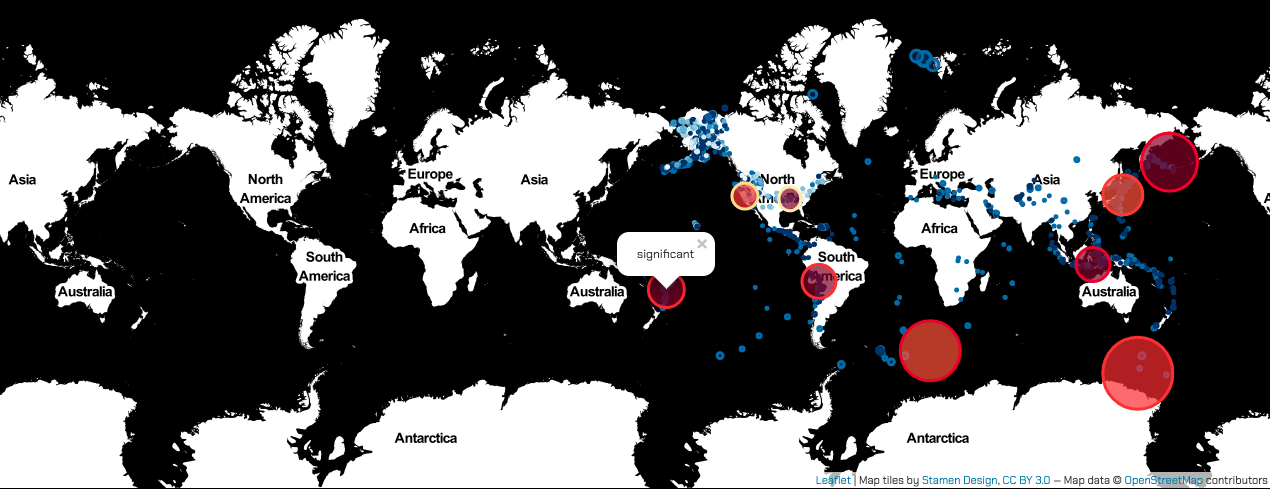 Asia
North
America
Europe
Africa
South
America
Australia
Asia
Antarctica
Australia
significant
×
North
South
America
Europe
Africa
Asia
Australia
Antarctica
Leaflet | Map tiles by Stamen Design, CC BY 3.0 — Map data © OpenStreetMap contributors